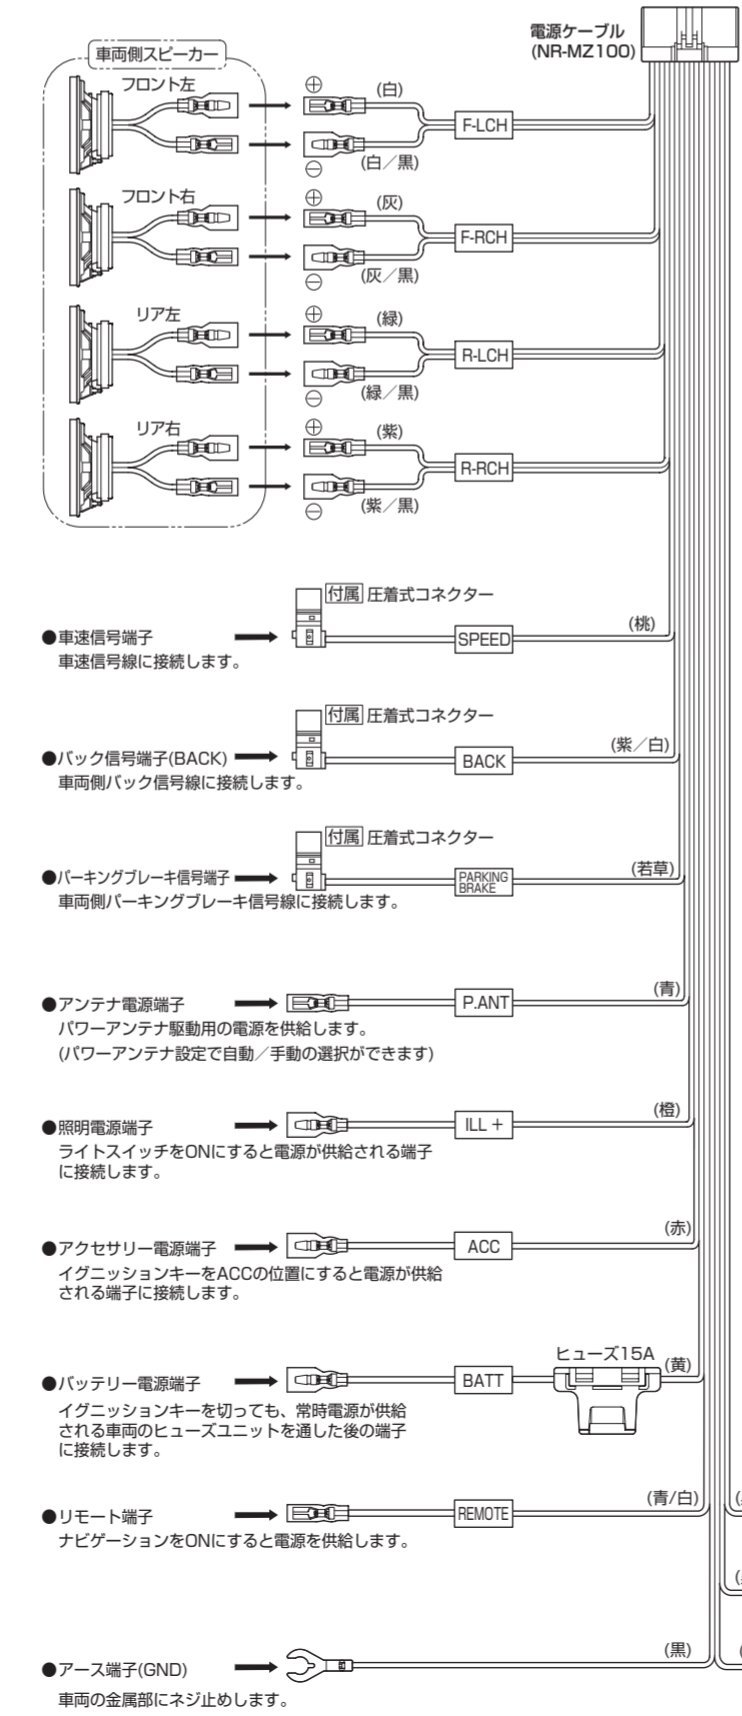 電源ケーブル
(NR-MZ100)
車両側スピーカー
フロント左
⊕
(白)
F-LCH
(白／黒)
⊖
フロント右
⊕
(灰)
F-RCH
(灰／黒)
⊖
リア左
⊕
(緑)
R-LCH
(緑／黒)
⊖
リア右
⊕
(紫)
R-RCH
(紫／黒)
⊖
付属 圧着式コネクター
●車速信号端子
SPEED
(桃)
車速信号線に接続します。
付属 圧着式コネクター
●バック信号端子(BACK)
BACK
(紫／白)
車両側バック信号線に接続します。
付属 圧着式コネクター
●パーキングブレーキ信号端子
PARKING
BRAKE
(若草)
車両側パーキングブレーキ信号線に接続します。
●アンテナ電源端子
P.ANT
(青)
パワーアンテナ駆動用の電源を供給します。
(パワーアンテナ設定で自動／手動の選択ができます)
●照明電源端子
ILL +
(橙)
ライトスイッチをONにすると電源が供給される端子
に接続します。
●アクセサリー電源端子
ACC
(赤)
イグニッションキーをACCの位置にすると電源が供給
される端子に接続します。
ヒューズ15A
●バッテリー電源端子
BATT
(黄)
イグニッションキーを切っても、常時電源が供給
される車両のヒューズユニットを通した後の端子
に接続します。
●リモート端子
REMOTE
(青/白)
ナビゲーションをONにすると電源を供給します。
●アース端子(GND)
(黒)
車両の金属部にネジ止めします。